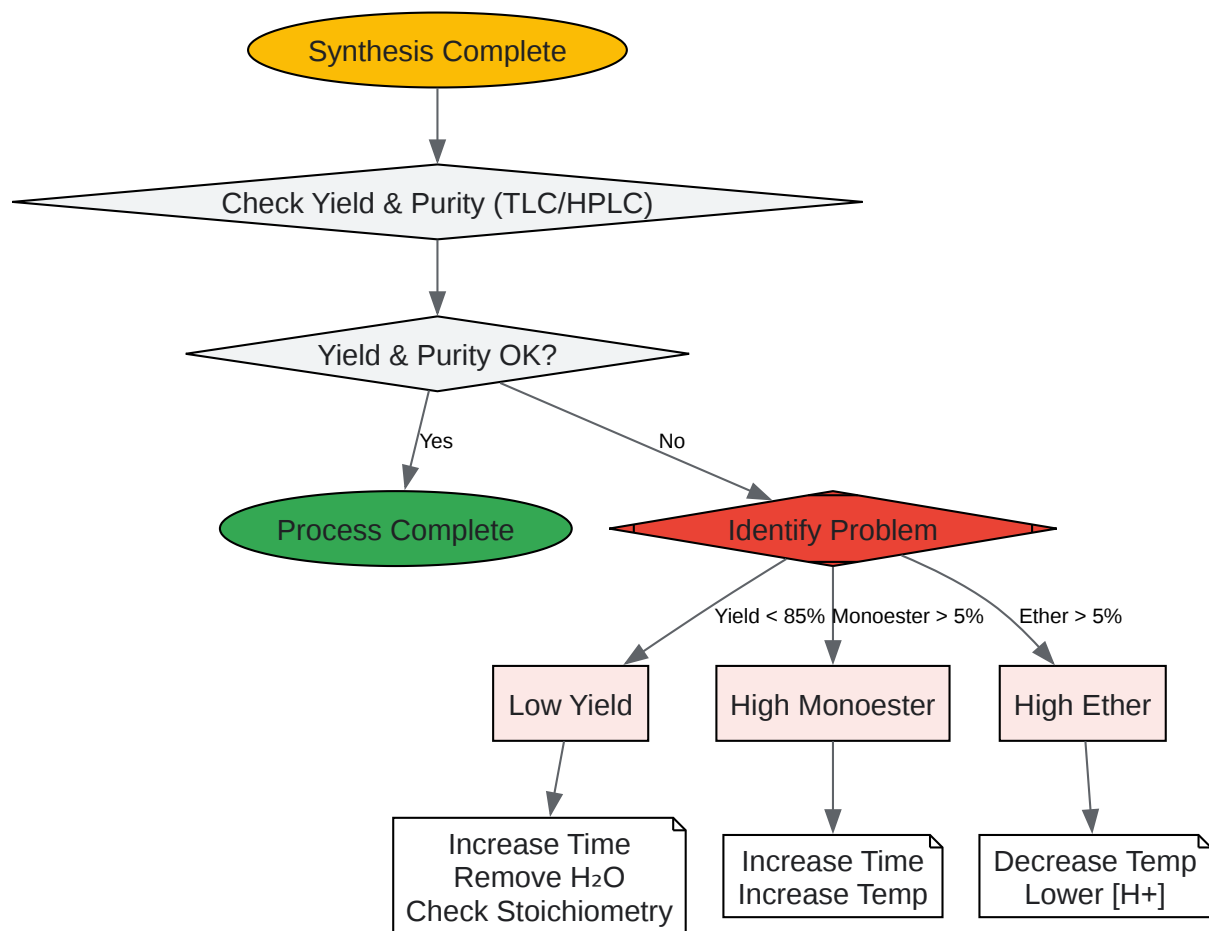 Synthesis Complete
Check Yield & Purity (TLC/HPLC)
Yield & Purity OK?
Yes
No
Process Complete
Identify Problem
Yield < 85%
Monoester > 5%
Ether > 5%
Low Yield
High Monoester
High Ether
Increase Time
Remove H₂O
Check Stoichiometry
Increase Time
Increase Temp
Decrease Temp
Lower [H+]